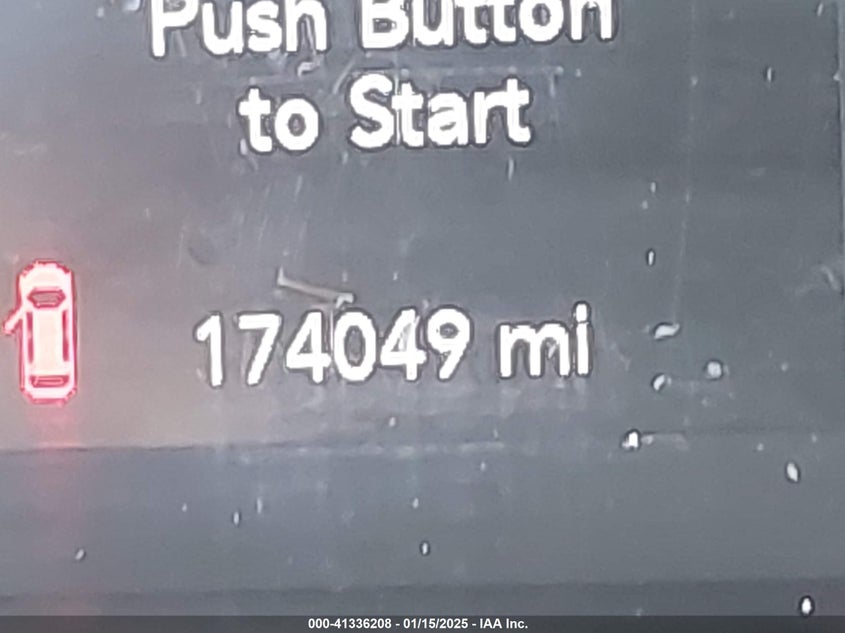 Push Button
to Start
174049 mi
000-41336208 - 01/15/2025 - IAA Inc.